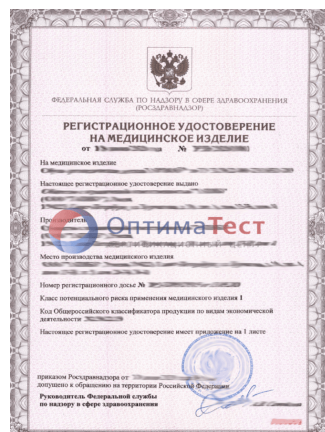 ФЕДЕРАЛЬНАЯ СЛУЖБА ПО НАДЗОРУ В СФЕРЕ ЗДРАВООХРАНЕНИЯ
(РОСЗДРАВНАДЗОР)
РЕГИСТРАЦИОННОЕ УДОСТОВЕРЕНИЕ
НА МЕДИЦИНСКОЕ ИЗДЕЛИЕ
от №
На медицинское изделие
Настоящее регистрационное удостоверение выдано
Производитель
ОптимаТест
Место производства медицинского изделия
Номер регистрационного досье №
Класс потенциального риска применения медицинского изделия 1
Код Общероссийского классификатора продукции по видам экономической
деятельности
Настоящее регистрационное удостоверение имеет приложение на 1 листе
приказом Росздравнадзора от
допущено к обращению на территории Российской Федерации
Руководитель Федеральной службы
по надзору в сфере здравоохранения